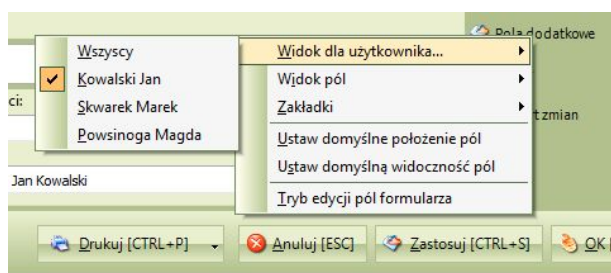 Pola dodatkowe
Wszyscy
Kowalski Jan
Skwarek Marek
Powsinoga Magda
Widok dla użytkownika...
Widok pól
Zakładki
Ustaw domyślne położenie pól
Ustaw domyślną widoczność pól
Tryb edycji pól formularza
ci:
t zmian
Jan Kowalski
Drukuj [CTRL+P]
Anuluj [ESC]
Zastosuj [CTRL+S]
OK